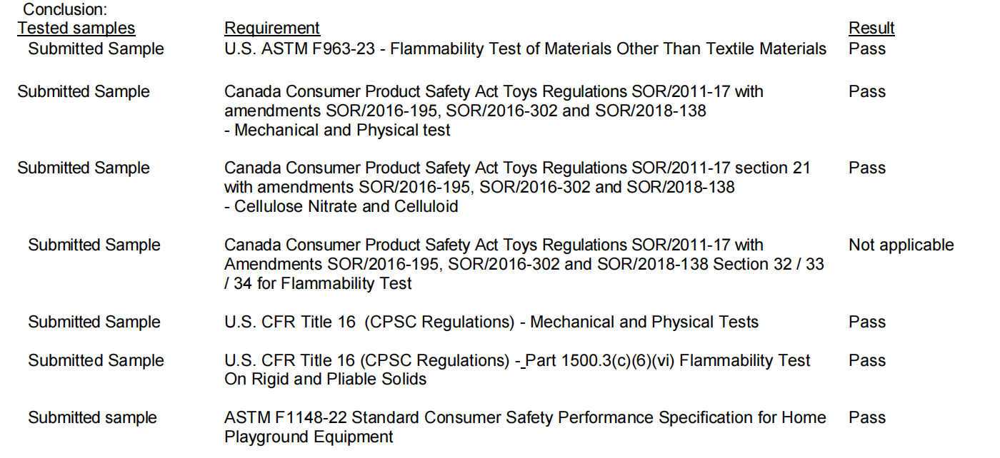 Conclusion:
Tested samples Requirement Result
Submitted Sample U.S. ASTM F963-23 - Flammability Test of Materials Other Than Textile Materials Pass
Submitted Sample Canada Consumer Product Safety Act Toys Regulations SOR/2011-17 with Pass
amendments SOR/2016-195, SOR/2016-302 and SOR/2018-138
- Mechanical and Physical test
Submitted Sample Canada Consumer Product Safety Act Toys Regulations SOR/2011-17 section 21 Pass
with amendments SOR/2016-195, SOR/2016-302 and SOR/2018-138
- Cellulose Nitrate and Celluloid
Submitted Sample Canada Consumer Product Safety Act Toys Regulations SOR/2011-17 with Not applicable
Amendments SOR/2016-195, SOR/2016-302 and SOR/2018-138 Section 32 / 33
/ 34 for Flammability Test
Submitted Sample U.S. CFR Title 16 (CPSC Regulations) - Mechanical and Physical Tests Pass
Submitted Sample U.S. CFR Title 16 (CPSC Regulations) - Part 1500.3(c)(6)(vi) Flammability Test Pass
On Rigid and Pliable Solids
Submitted sample ASTM F1148-22 Standard Consumer Safety Performance Specification for Home Pass
Playground Equipment